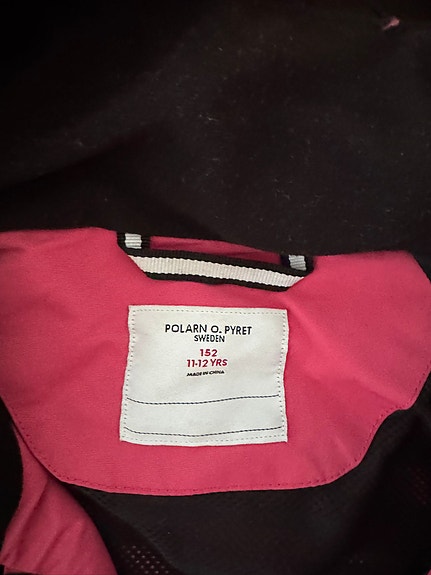 POLARN O. PYRET
SWEDEN
152
11-12 YRS
MADE IN CHINA